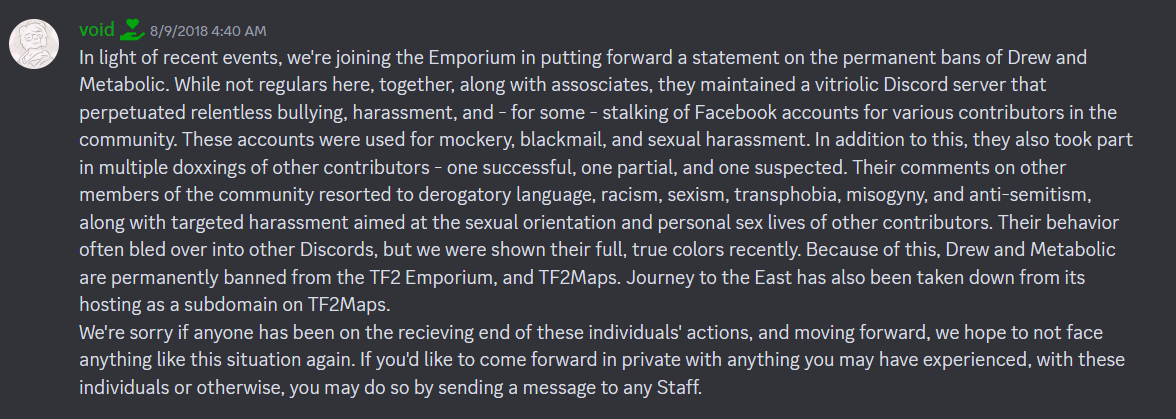 void 8/9/2018 4:40 AM
In light of recent events, we're joining the Emporium in putting forward a statement on the permanent bans of Drew and
Metabolic. While not regulars here, together, along with assosciates, they maintained a vitriolic Discord server that
perpetuated relentless bullying, harassment, and - for some - stalking of Facebook accounts for various contributors in the
community. These accounts were used for mockery, blackmail, and sexual harassment. In addition to this, they also took part
in multiple doxxings of other contributors - one successful, one partial, and one suspected. Their comments on other
members of the community resorted to derogatory language, racism, sexism, transphobia, misogyny, and anti-semitism,
along with targeted harassment aimed at the sexual orientation and personal sex lives of other contributors. Their behavior
often bled over into other Discords, but we were shown their full, true colors recently. Because of this, Drew and Metabolic
are permanently banned from the TF2 Emporium, and TF2Maps. Journey to the East has also been taken down from its
hosting as a subdomain on TF2Maps.
We're sorry if anyone has been on the recieving end of these individuals' actions, and moving forward, we hope to not face
anything like this situation again. If you'd like to come forward in private with anything you may have experienced, with these
individuals or otherwise, you may do so by sending a message to any Staff.